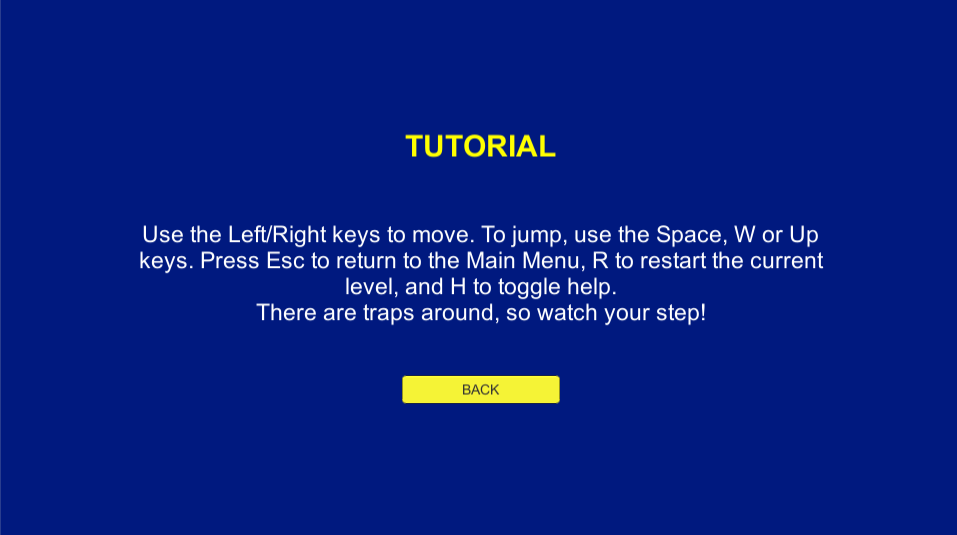 TUTORIAL
Use the Left/Right keys to move. To jump, use the Space, W or Up
keys. Press Esc to return to the Main Menu, R to restart the current
level, and H to toggle help.
There are traps around, so watch your step!
BACK